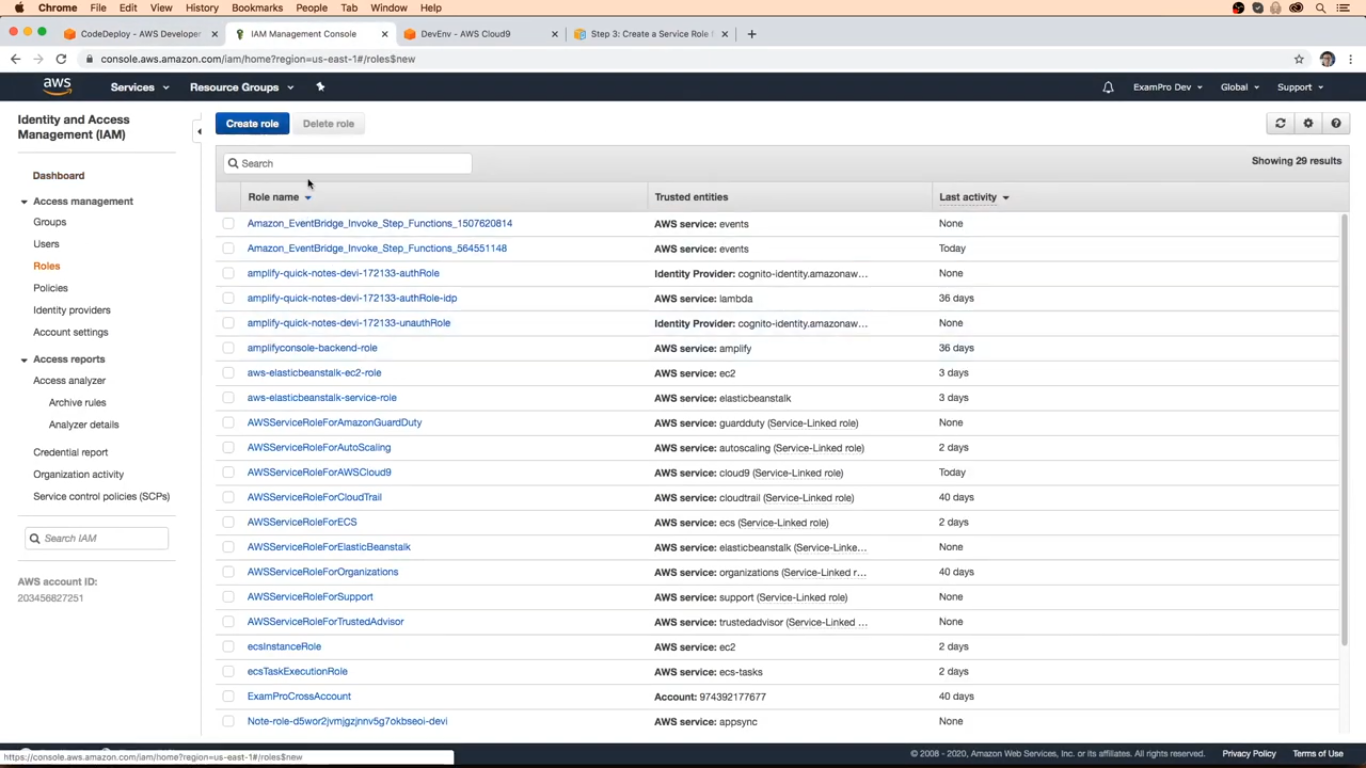 Chrome File Edit View History Bookmarks People Tab Window Help
CodeDeploy - AWS Developer
IAM Management Console
DevEnv - AWS Cloud9
Step 3: Create a Service Role
console.aws.amazon.com/iam/home?region=us-east-1#/roles$new
aws Services Resource Groups ExamPro Dev Global Support
Identity and Access
Management (IAM)
Dashboard
Access management
Groups
Users
Roles
Policies
Identity providers
Account settings
Access reports
Access analyzer
Archive rules
Analyzer details
Credential report
Organization activity
Service control policies (SCPs)
Search IAM
AWS account ID:
203456827251
Create role Delete role
Search
Showing 29 results
Role name Trusted entities Last activity
Amazon_EventBridge_Invoke_Step_Functions_1507620814 AWS service: events None
Amazon_EventBridge_Invoke_Step_Functions_564551148 AWS service: events Today
amplify-quick-notes-devi-172133-authRole Identity Provider: cognito-identity.amazonaw… None
amplify-quick-notes-devi-172133-authRole-idp AWS service: lambda 36 days
amplify-quick-notes-devi-172133-unauthRole Identity Provider: cognito-identity.amazonaw… None
amplifyconsole-backend-role AWS service: amplify 36 days
aws-elasticbeanstalk-ec2-role AWS service: ec2 3 days
aws-elasticbeanstalk-service-role AWS service: elasticbeanstalk 3 days
AWSServiceRoleForAmazonGuardDuty AWS service: guardduty (Service-Linked role) None
AWSServiceRoleForAutoScaling AWS service: autoscaling (Service-Linked role) 2 days
AWSServiceRoleForAWSCloud9 AWS service: cloud9 (Service-Linked role) Today
AWSServiceRoleForCloudTrail AWS service: cloudtrail (Service-Linked role) 40 days
AWSServiceRoleForECS AWS service: ecs (Service-Linked role) 2 days
AWSServiceRoleForElasticBeanstalk AWS service: elasticbeanstalk (Service-Linke… None
AWSServiceRoleForOrganizations AWS service: organizations (Service-Linked r… 40 days
AWSServiceRoleForSupport AWS service: support (Service-Linked role) None
AWSServiceRoleForTrustedAdvisor AWS service: trustedadvisor (Service-Linked … None
ecsInstanceRole AWS service: ec2 2 days
ecsTaskExecutionRole AWS service: ecs-tasks 2 days
ExamProCrossAccount Account: 974392177677 40 days
Note-role-d5wor2jvmjgzjnnv5g7okbseoi-devi AWS service: appsync None
https://console.aws.amazon.com/iam/home?region=us-east-1#/roles$new
© 2008 - 2020, Amazon Web Services, Inc. or its affiliates. All rights reserved. Privacy Policy Terms of Use